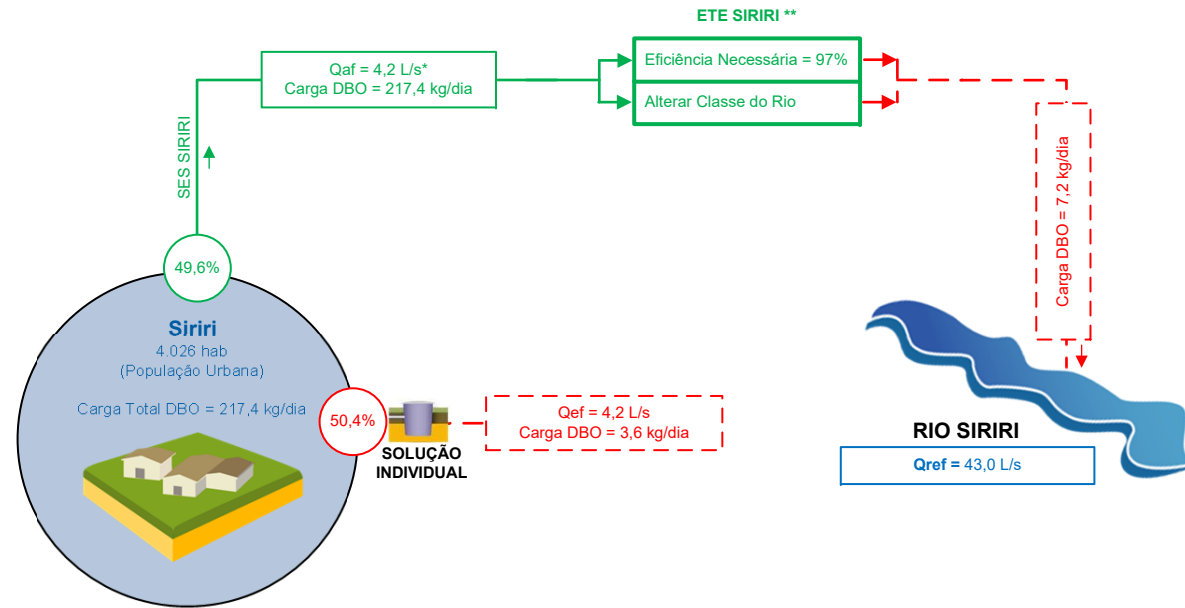 ETE SIRIRI **
Eficiência Necessária = 97%
Alterar Classe do Rio
Qaf = 4,2 L/s*
Carga DBO = 217,4 kg/dia
SES SIRIRI
49,6%
Siriri
4.026 hab
(População Urbana)
Carga Total DBO = 217,4 kg/dia
50,4%
SOLUÇÃO
INDIVIDUAL
Qef = 4,2 L/s
Carga DBO = 3,6 kg/dia
Carga DBO = 7,2 kg/dia
RIO SIRIRI
Qref = 43,0 L/s